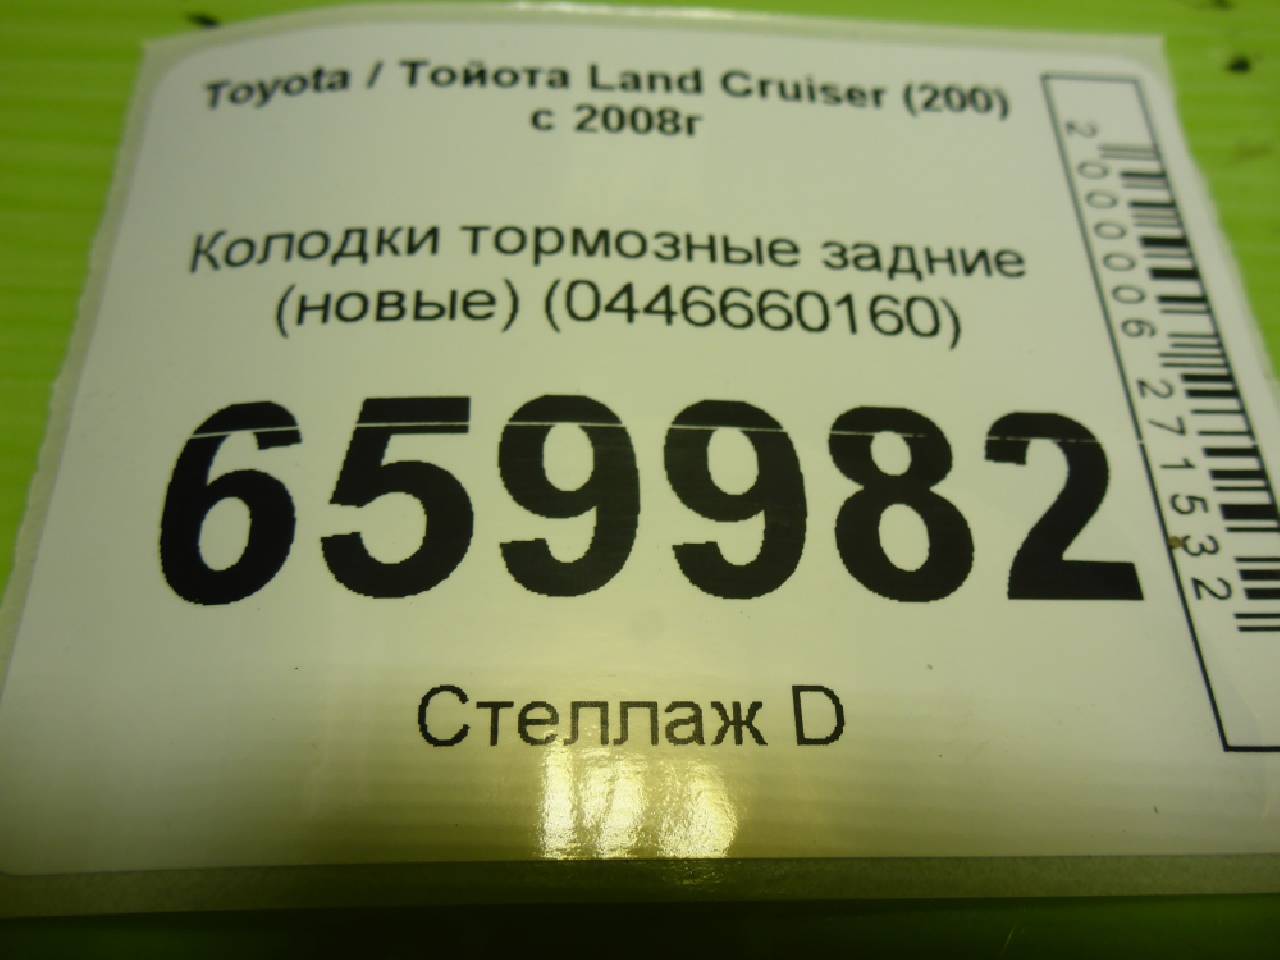 Toyota / Тойота Land Cruiser (200)
с 2008г
Колодки тормозные задние
(новые) (0446660160)
659982
Стеллаж D
2000006271532